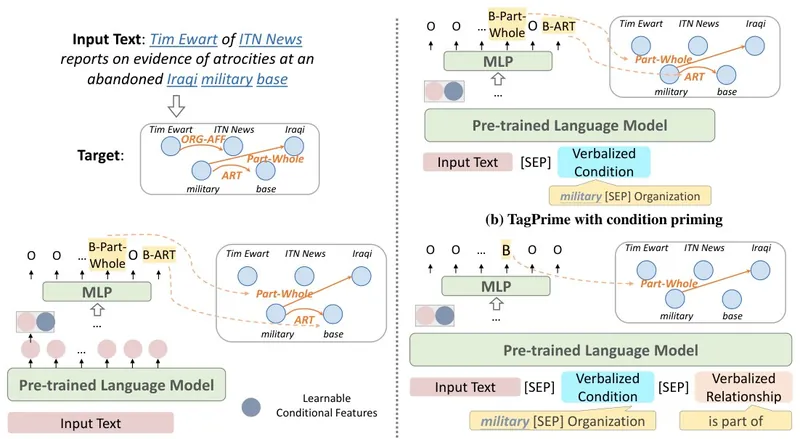 Input Text: Tim Ewart of ITN News
reports on evidence of atrocities at an
abandoned Iraqi military base
Target:
Tim Ewart ITN News Iraqi
ORG-AFF
Part-Whole
ART
military base
O O ... B-Part-Whole O B-ART
MLP
...
...
Pre-trained Language Model
Input Text
Tim Ewart ITN News Iraqi
Part-Whole
ART
military base
Learnable
Conditional Features
O O ... B-Part-Whole O B-ART
MLP
...
Tim Ewart ITN News Iraqi
Part-Whole
ART
military base
Pre-trained Language Model
Input Text [SEP] Verbalized
Condition
military [SEP] Organization
(b) TagPrime with condition priming
O O ... B O O
MLP
...
Tim Ewart ITN News Iraqi
Part-Whole
military base
Pre-trained Language Model
Input Text [SEP] Verbalized
Condition [SEP] Verbalized
Relationship
military [SEP] Organization
is part of